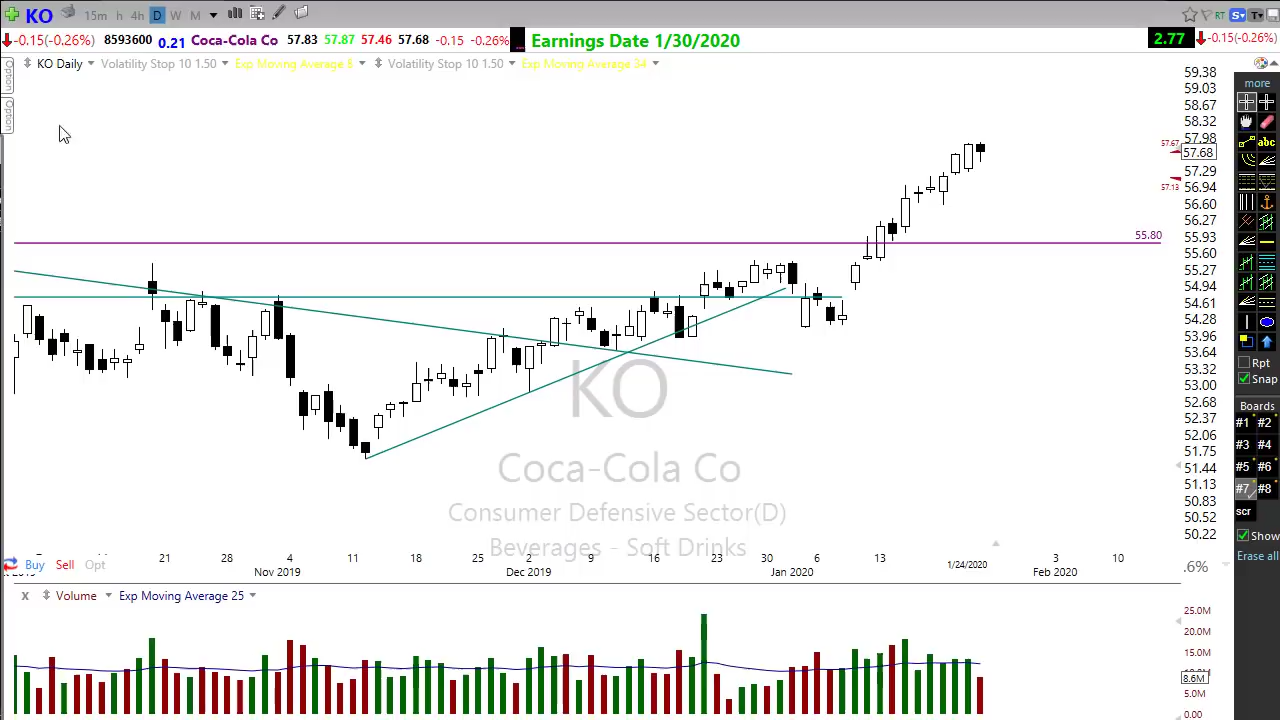 KO 15m h 4h D W M RT S T
-0.15(-0.26%) 8593600 0.21 Coca-Cola Co 57.83 57.87 57.46 57.68 -0.15 -0.26% Earnings Date 1/30/2020 2.77 -0.15(-0.26%)
KO Daily Volatility Stop 10 1.50 Exp Moving Average 8 Volatility Stop 10 1.50 Exp Moving Average 34
Option
Option
59.38
59.03
58.67
58.32
57.98
57.67
57.68
57.29
57.13
56.94
56.60
56.27
55.80
55.93
55.60
55.27
54.94
54.61
54.28
53.96
53.64
53.32
53.00
52.68
52.37
52.06
51.75
51.44
51.13
50.83
50.52
50.22
more
abc
Rpt
Snap
Boards
#1 #2
#3 #4
#5 #6
#7 #8
scr
Show
Erase all
KO
Coca-Cola Co
Consumer Defensive Sector(D)
Beverages - Soft Drinks
21 28 4 11 18 25 2 9 16 23 30 6 13 1/24/2020 3 10
Nov 2019 Dec 2019 Jan 2020 Feb 2020
Buy Sell Opt
.6%
x Volume Exp Moving Average 25
25.0M
20.0M
15.0M
8.6M
5.0M
0.00